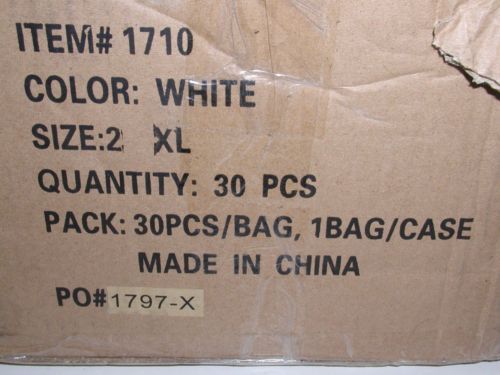 ITEM# 1710
COLOR: WHITE
SIZE:2 XL
QUANTITY: 30 PCS
PACK: 30PCS/BAG, 1BAG/CASE
MADE IN CHINA
PO#1797-X